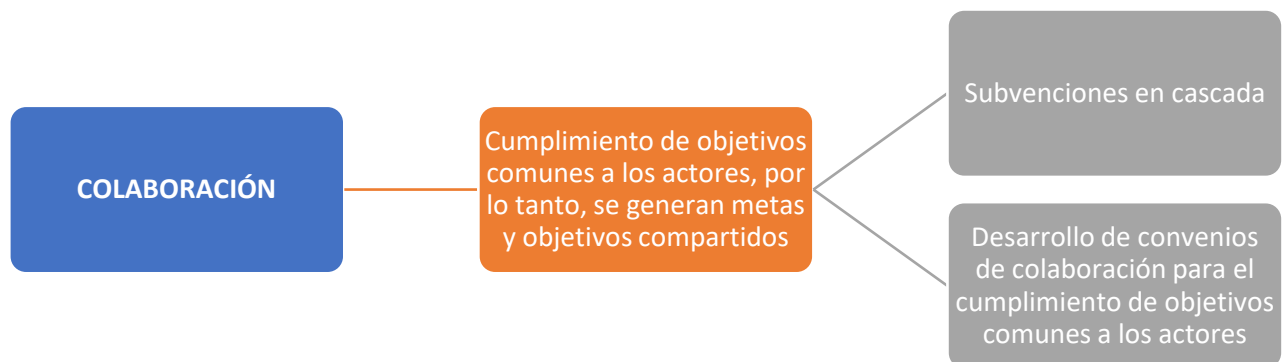 COLABORACIÓN
Cumplimiento de objetivos
comunes a los actores, por
lo tanto, se generan metas
y objetivos compartidos
Subvenciones en cascada
Desarrollo de convenios
de colaboración para el
cumplimiento de objetivos
comunes a los actores